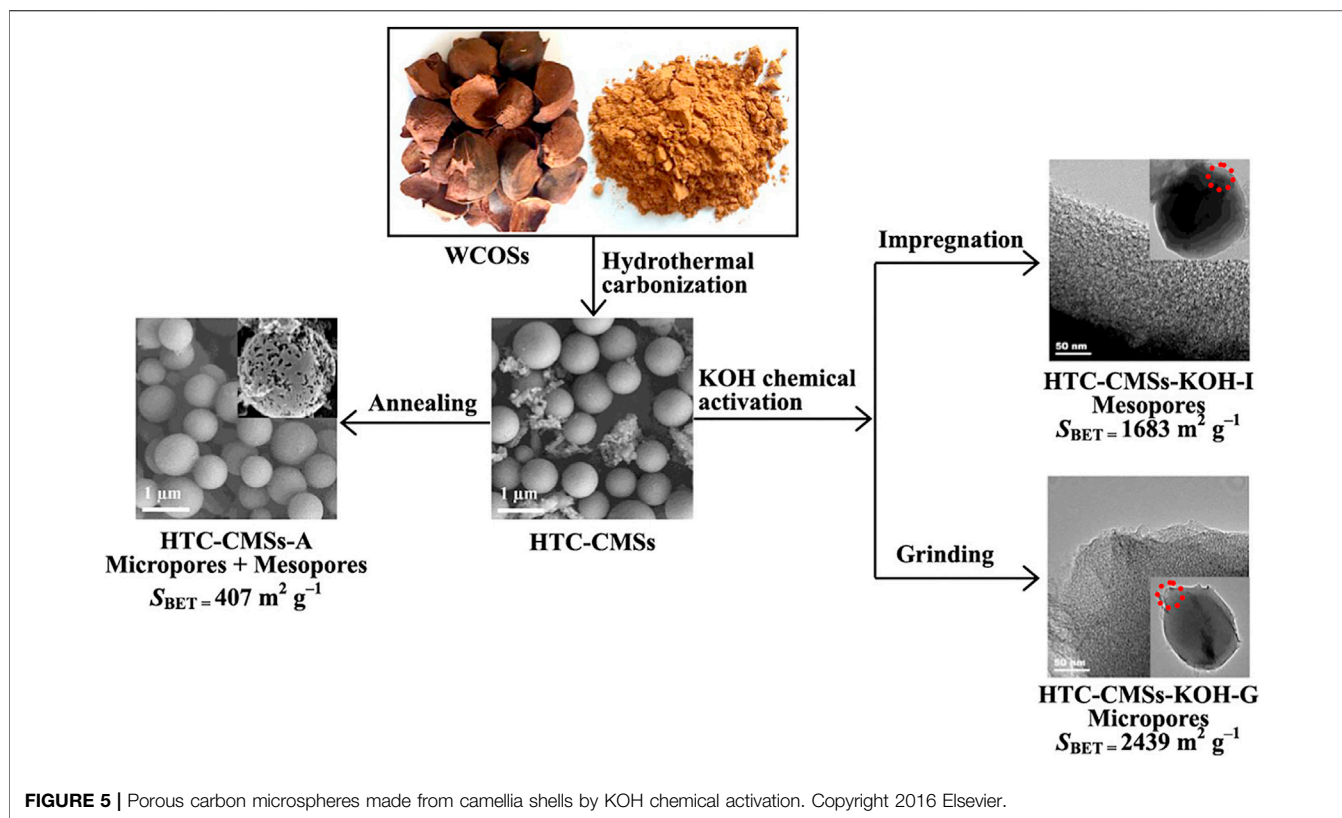 WCOSs
Hydrothermal
carbonization
1 µm
HTC-CMSs-A
Micropores + Mesopores
SBET = 407 m² g⁻¹
Annealing
1 µm
HTC-CMSs
KOH chemical
activation
Impregnation
50 nm
HTC-CMSs-KOH-I
Mesopores
SBET = 1683 m² g⁻¹
Grinding
50 nm
HTC-CMSs-KOH-G
Micropores
SBET = 2439 m² g⁻¹
FIGURE 5 | Porous carbon microspheres made from camellia shells by KOH chemical activation. Copyright 2016 Elsevier.